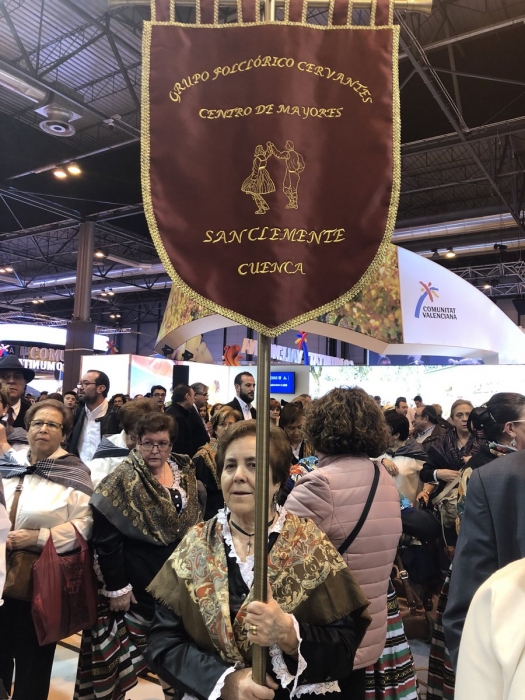 GRUPO FOLCLÓRICO CERVANTES
CENTRO DE MAYORES
SAN CLEMENTE
CUENCA
COMUNITAT
VALENCIANA